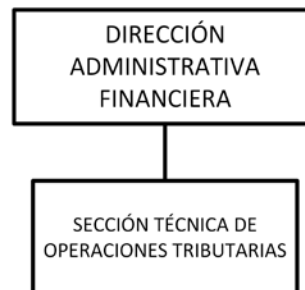 DIRECCIÓN
ADMINISTRATIVA
FINANCIERA
SECCIÓN TÉCNICA DE
OPERACIONES TRIBUTARIAS